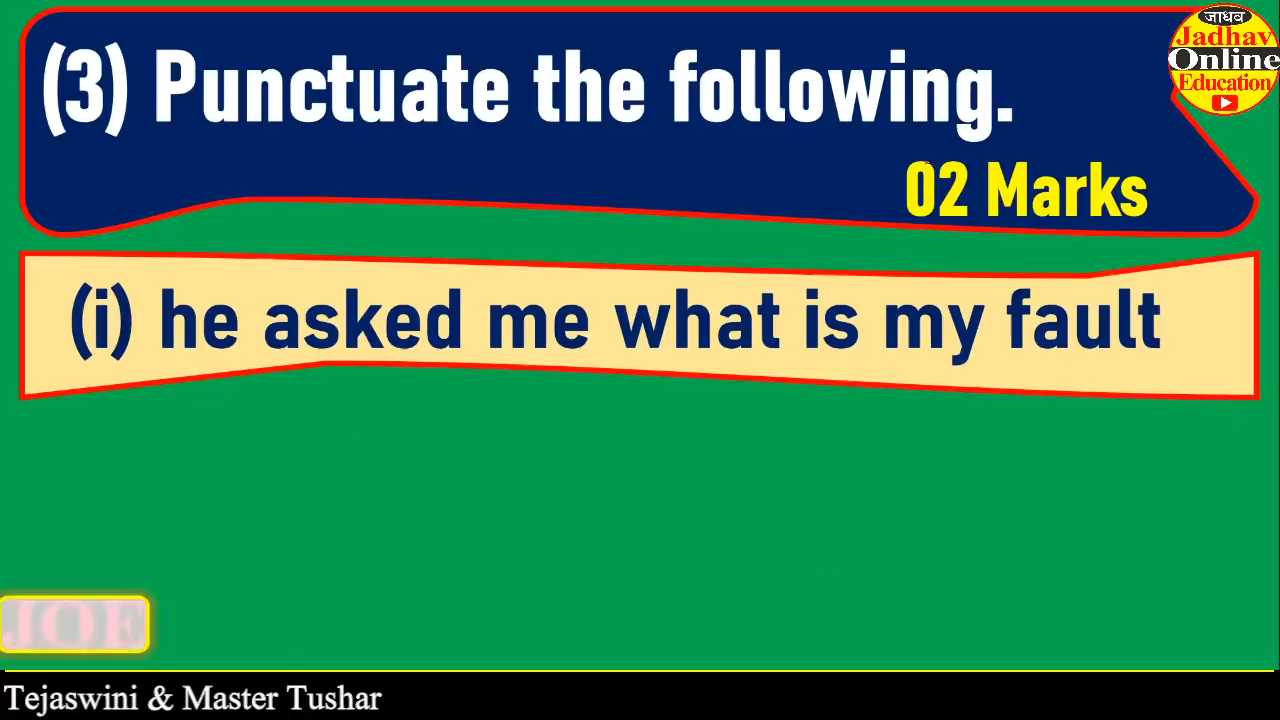 (3) Punctuate the following.
02 Marks
जाधव
Jadhav
Online
Education
(i) he asked me what is my fault
JOE
Tejaswini & Master Tushar